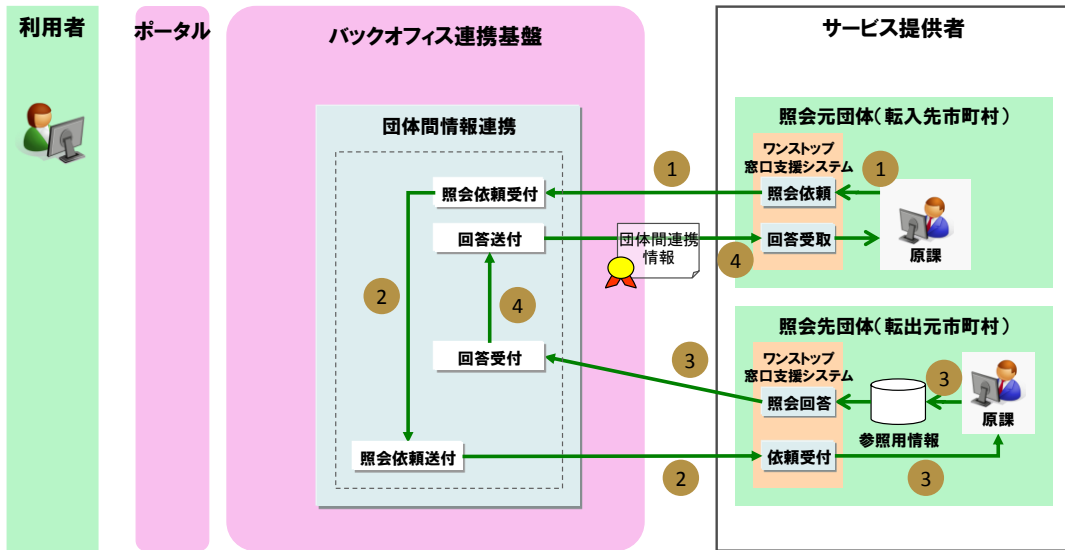 利用者
ポータル
バックオフィス連携基盤
サービス提供者
団体間情報連携
照会依頼受付
回答送付
回答受付
照会依頼送付
1
2
4
3
2
団体間連携
情報
4
照会元団体(転入先市町村)
ワンストップ
窓口支援システム
1
照会依頼
回答受取
原課
照会先団体(転出元市町村)
ワンストップ
窓口支援システム
3
照会回答
参照用情報
原課
依頼受付
3